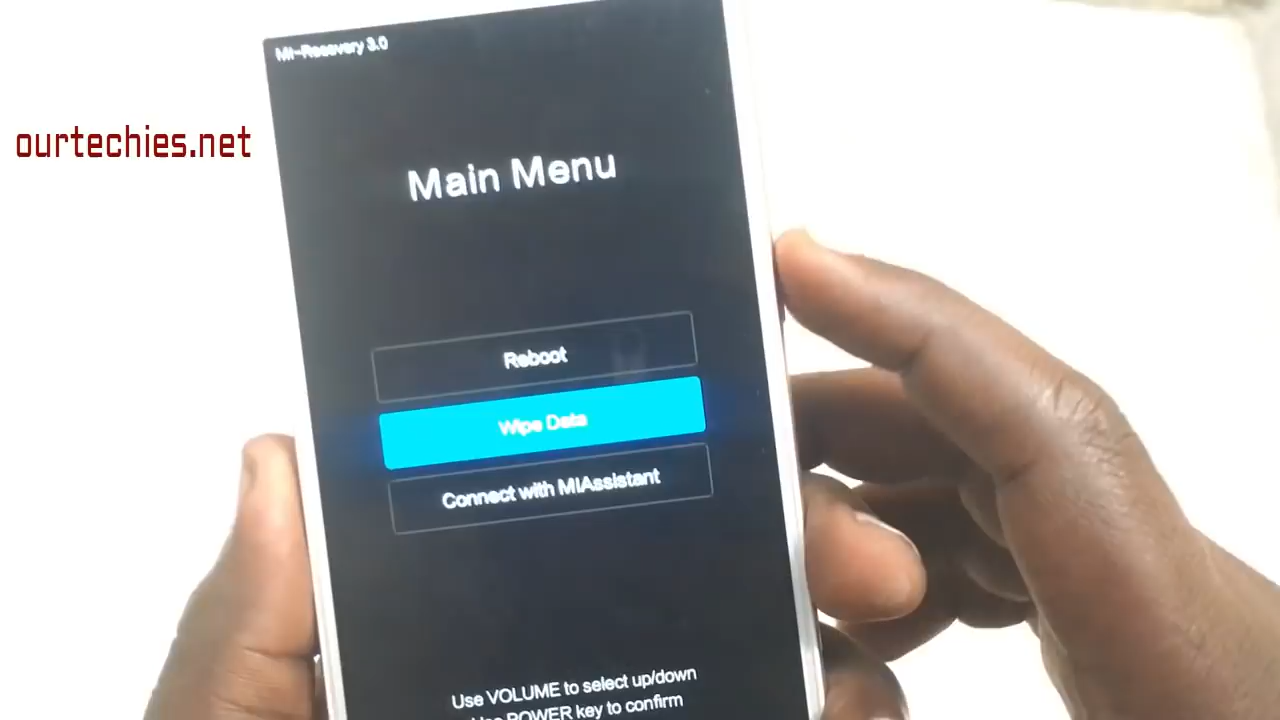 Mi-Recovery 3.0
ourtechies.net
Main Menu
Reboot
Wipe Data
Connect with MIAssistant
Use VOLUME to select up/down
Use POWER key to confirm